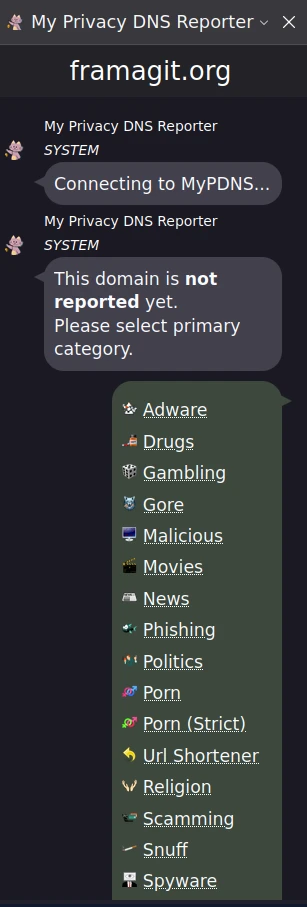 My Privacy DNS Reporter
framagit.org
My Privacy DNS Reporter
SYSTEM
Connecting to MyPDNS...
My Privacy DNS Reporter
SYSTEM
This domain is not
reported yet.
Please select primary
category.
Adware
Drugs
Gambling
Gore
Malicious
Movies
News
Phishing
Politics
Porn
Porn (Strict)
Url Shortener
Religion
Scamming
Snuff
Spyware